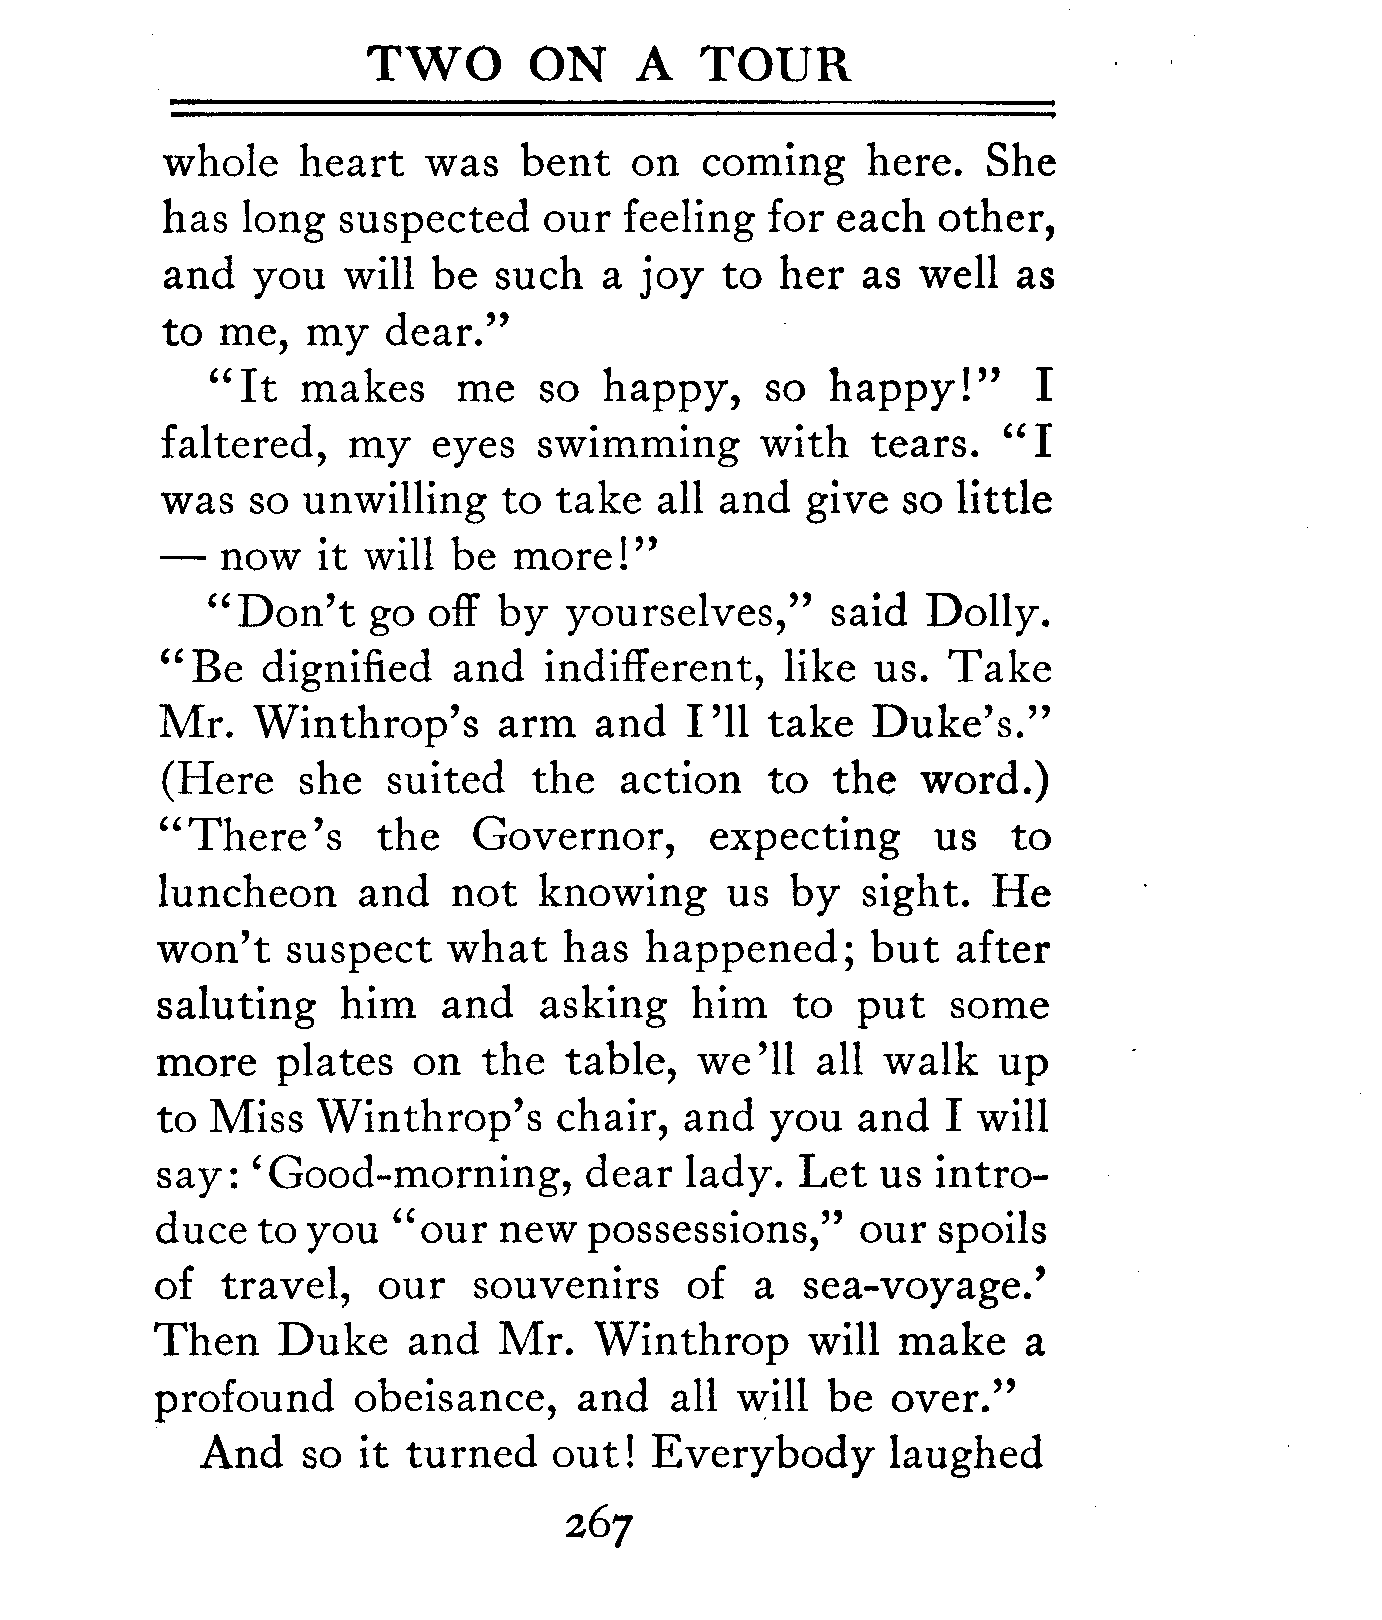 TWO ON A TOUR
whole heart was bent on coming here. She
has long suspected our feeling for each other,
and you will be such a joy to her as well as
to me, my dear.”
“It makes me so happy, so happy!” I
faltered, my eyes swimming with tears. “I
was so unwilling to take all and give so little
— now it will be more!”
“Don’t go off by yourselves,” said Dolly.
“Be dignified and indifferent, like us. Take
Mr. Winthrop’s arm and I’ll take Duke’s.”
(Here she suited the action to the word.)
“There’s the Governor, expecting us to
luncheon and not knowing us by sight. He
won’t suspect what has happened; but after
saluting him and asking him to put some
more plates on the table, we’ll all walk up
to Miss Winthrop’s chair, and you and I will
say: ‘Good-morning, dear lady. Let us intro-
duce to you “our new possessions,” our spoils
of travel, our souvenirs of a sea-voyage.’
Then Duke and Mr. Winthrop will make a
profound obeisance, and all will be over.”
And so it turned out! Everybody laughed
267